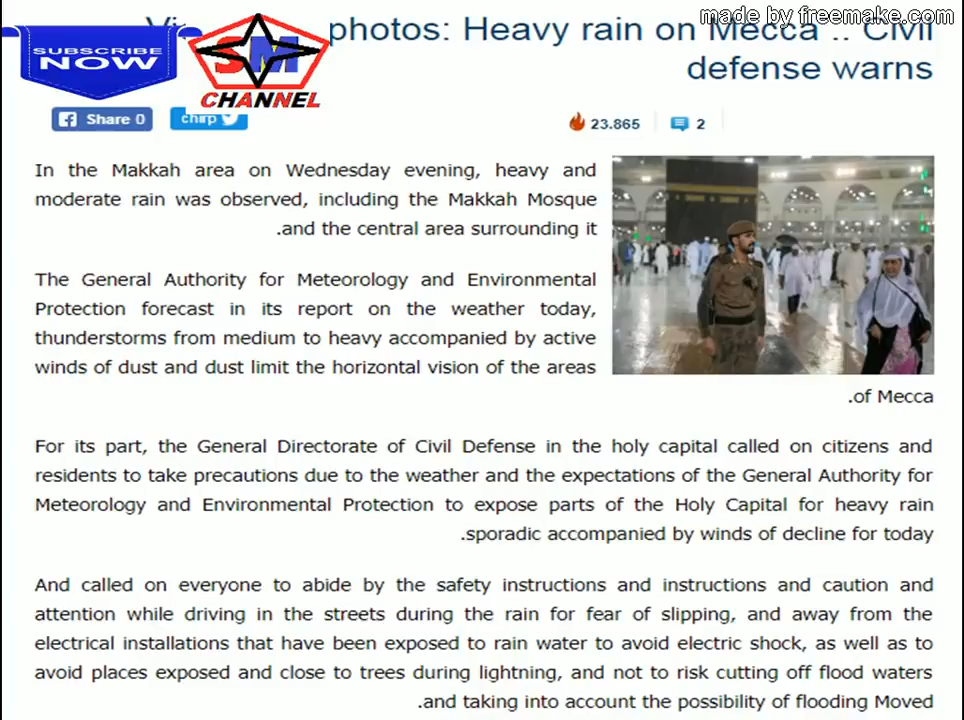 made by freemake.com
photos: Heavy rain on Mecca .. Civil
defense warns
SUBSCRIBE
NOW
SM
CHANNEL
Share 0
chirp
23.865
2
In the Makkah area on Wednesday evening, heavy and
moderate rain was observed, including the Makkah Mosque
.and the central area surrounding it
The General Authority for Meteorology and Environmental
Protection forecast in its report on the weather today,
thunderstorms from medium to heavy accompanied by active
winds of dust and dust limit the horizontal vision of the areas
.of Mecca
For its part, the General Directorate of Civil Defense in the holy capital called on citizens and
residents to take precautions due to the weather and the expectations of the General Authority for
Meteorology and Environmental Protection to expose parts of the Holy Capital for heavy rain
.sporadic accompanied by winds of decline for today
And called on everyone to abide by the safety instructions and instructions and caution and
attention while driving in the streets during the rain for fear of slipping, and away from the
electrical installations that have been exposed to rain water to avoid electric shock, as well as to
avoid places exposed and close to trees during lightning, and not to risk cutting off flood waters
.and taking into account the possibility of flooding Moved